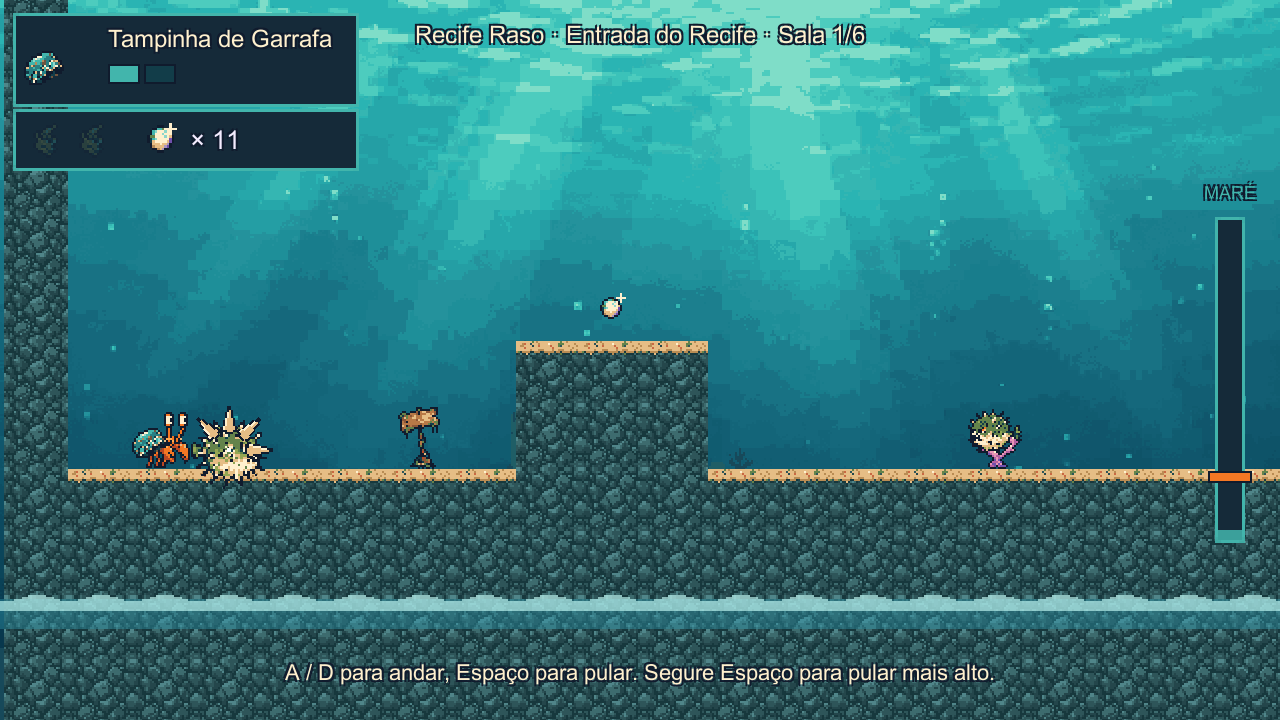 Tampinha de Garrafa
Recife Raso · Entrada do Recife · Sala 1/6
× 11
MARÉ
A / D para andar, Espaço para pular. Segure Espaço para pular mais alto.